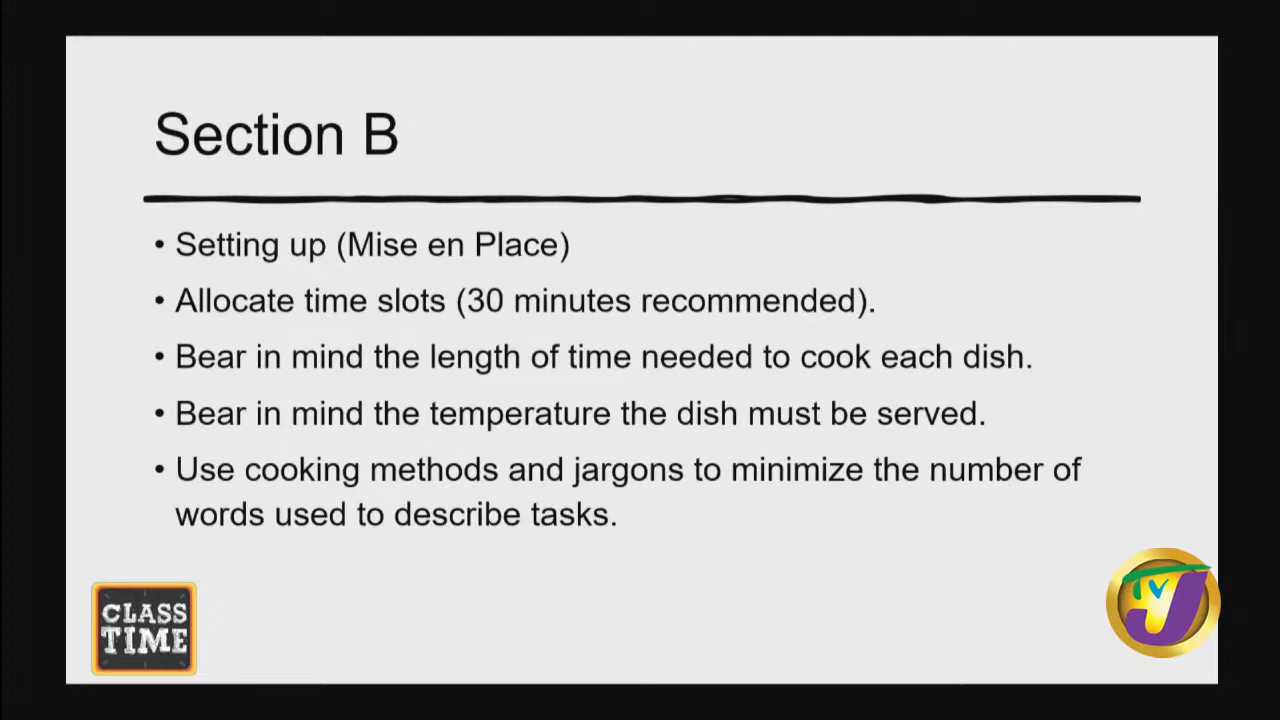 Section B
• Setting up (Mise en Place)
• Allocate time slots (30 minutes recommended).
• Bear in mind the length of time needed to cook each dish.
• Bear in mind the temperature the dish must be served.
• Use cooking methods and jargons to minimize the number of
words used to describe tasks.
CLASS
TIME
TVJ